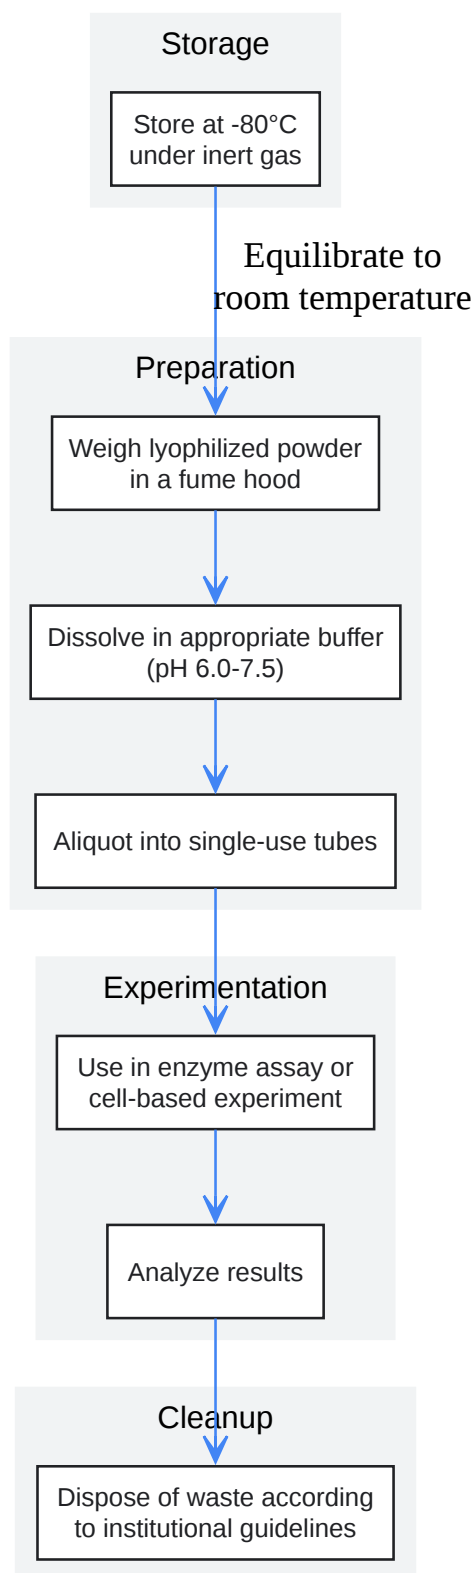 Storage
Store at -80°C
under inert gas
Equilibrate to
room temperature
Preparation
Weigh lyophilized powder
in a fume hood
Dissolve in appropriate buffer
(pH 6.0-7.5)
Aliquot into single-use tubes
Experimentation
Use in enzyme assay or
cell-based experiment
Analyze results
Cleanup
Dispose of waste according
to institutional guidelines